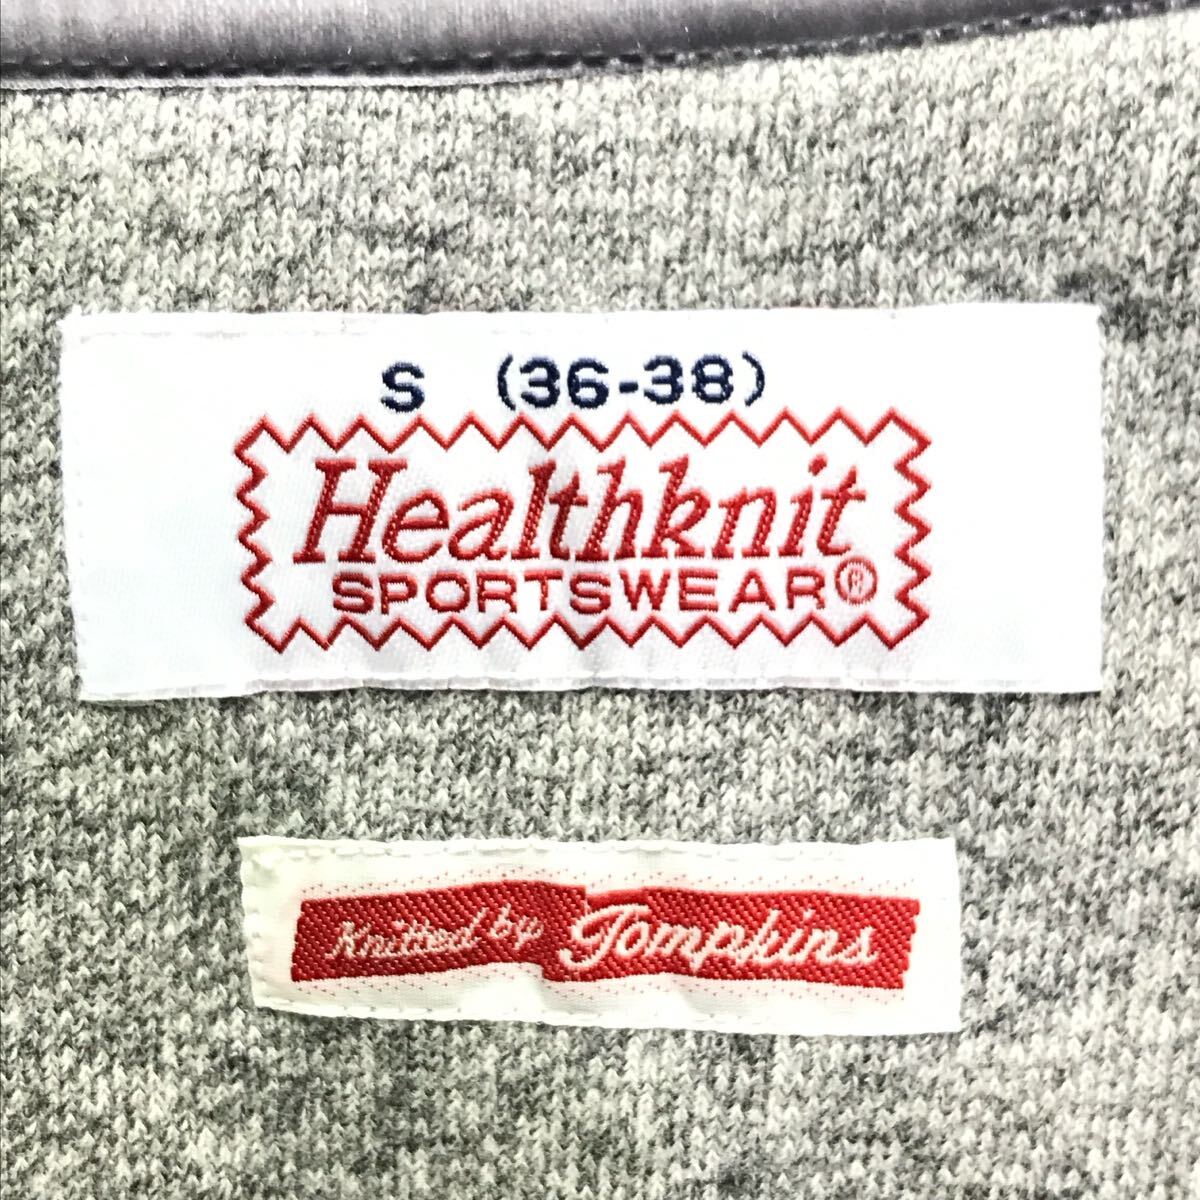 S (36-38)
Healthknit
SPORTSWEAR®
Knitted by Tompkins